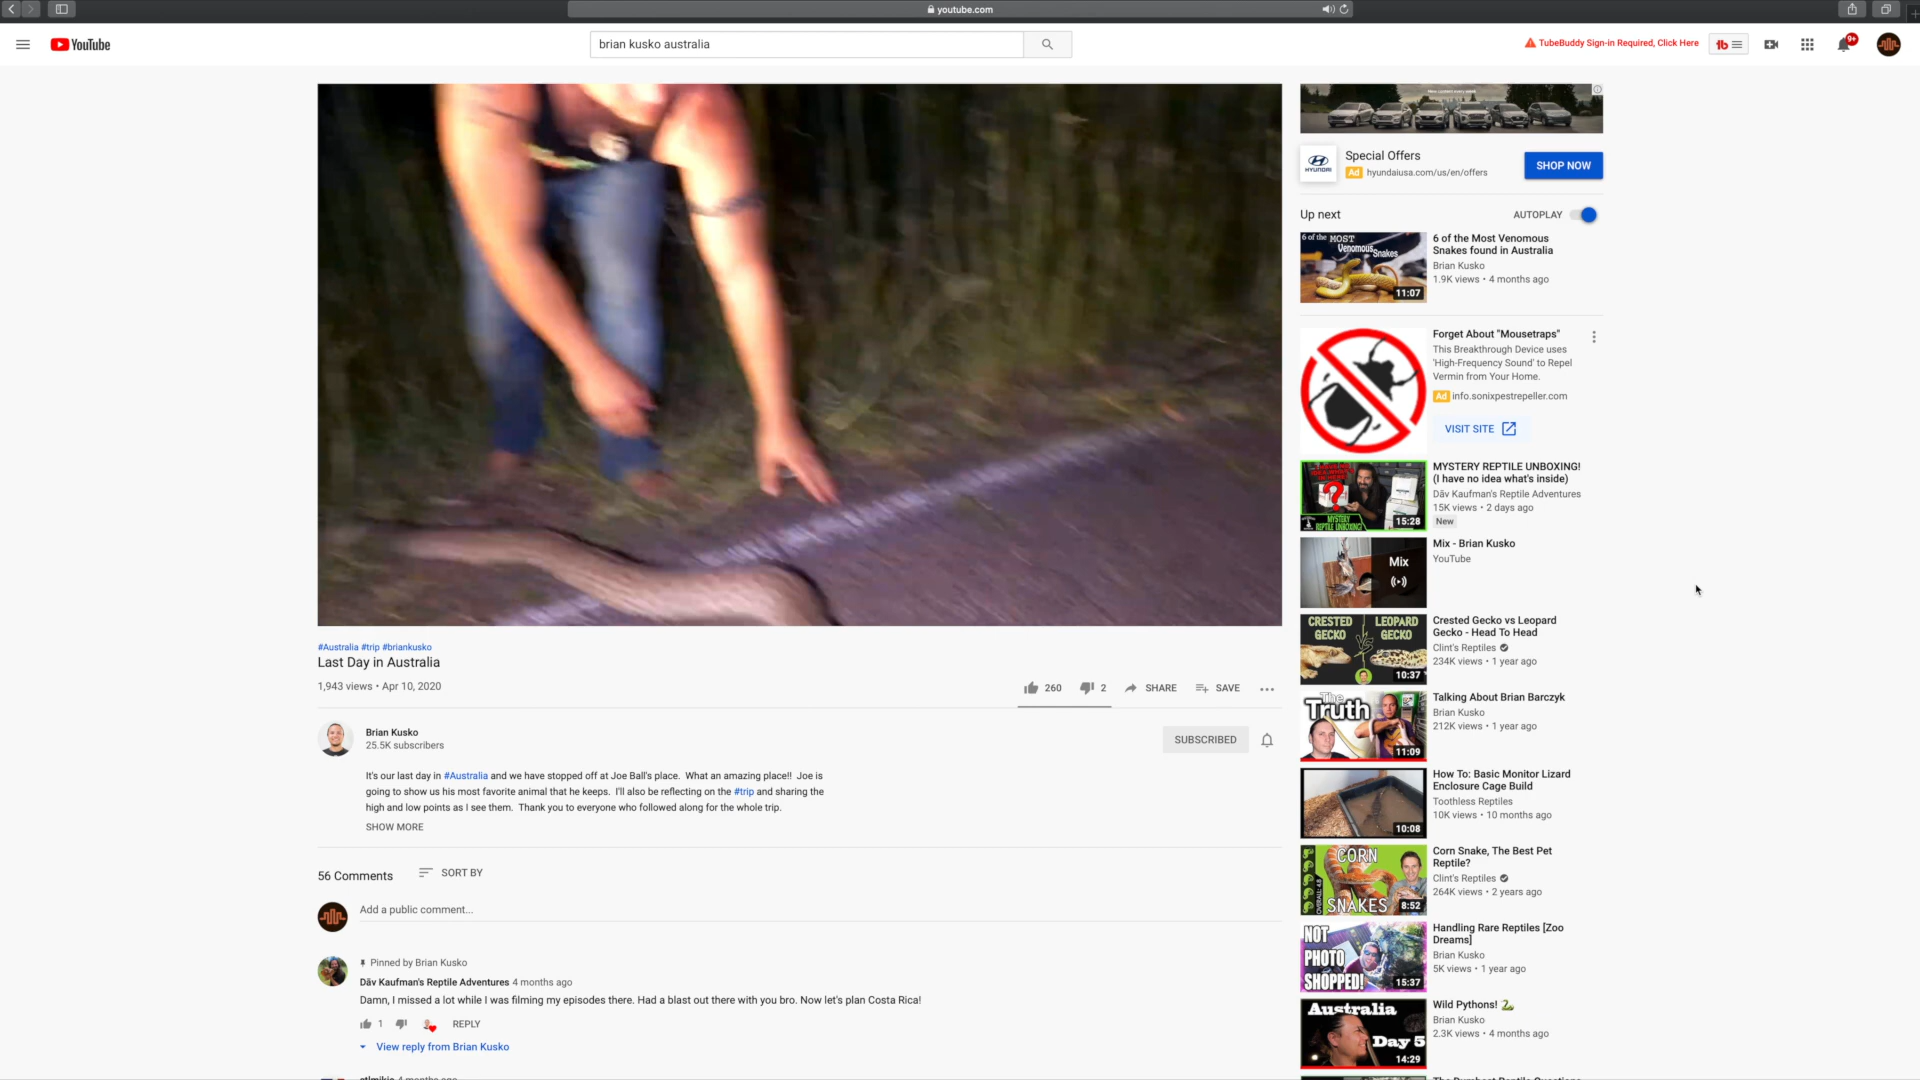 youtube.com
YouTube
brian kusko australia
TubeBuddy Sign-in Required, Click Here
9+
#Australia #trip #briankusko
Last Day in Australia
1,943 views • Apr 10, 2020
260
2
SHARE
SAVE
Brian Kusko
25.5K subscribers
SUBSCRIBED
It's our last day in #Australia and we have stopped off at Joe Ball's place. What an amazing place!! Joe is
going to show us his most favorite animal that he keeps. I'll also be reflecting on the #trip and sharing the
high and low points as I see them. Thank you to everyone who followed along for the whole trip.
SHOW MORE
56 Comments
SORT BY
Add a public comment...
Pinned by Brian Kusko
Dāv Kaufman's Reptile Adventures 4 months ago
Damn, I missed a lot while I was filming my episodes there. Had a blast out there with you bro. Now let's plan Costa Rica!
1
REPLY
View reply from Brian Kusko
HYUNDAI
Special Offers
Ad hyundaiusa.com/us/en/offers
SHOP NOW
Up next
AUTOPLAY
6 of the MOST
Venomous
Snakes
11:07
6 of the Most Venomous
Snakes found in Australia
Brian Kusko
1.9K views • 4 months ago
Forget About "Mousetraps"
This Breakthrough Device uses
'High-Frequency Sound' to Repel
Vermin from Your Home.
Ad info.sonixpestrepeller.com
VISIT SITE
?
MYSTERY
REPTILE UNBOXING!
15:28
MYSTERY REPTILE UNBOXING!
(I have no idea what's inside)
Dāv Kaufman's Reptile Adventures
15K views • 2 days ago
New
Mix
Mix - Brian Kusko
YouTube
CRESTED
GECKO
VS
LEOPARD
GECKO
10:37
Crested Gecko vs Leopard
Gecko - Head To Head
Clint's Reptiles
234K views • 1 year ago
The
Truth
11:09
Talking About Brian Barczyk
Brian Kusko
212K views • 1 year ago
10:08
How To: Basic Monitor Lizard
Enclosure Cage Build
Toothless Reptiles
10K views • 10 months ago
CORN
SNAKES
8:52
Corn Snake, The Best Pet
Reptile?
Clint's Reptiles
264K views • 2 years ago
NOT
PHOTO
SHOPPED!
15:37
Handling Rare Reptiles [Zoo
Dreams]
Brian Kusko
5K views • 1 year ago
Australia
Day 5
14:29
Wild Pythons! 🐍
Brian Kusko
2.3K views • 4 months ago